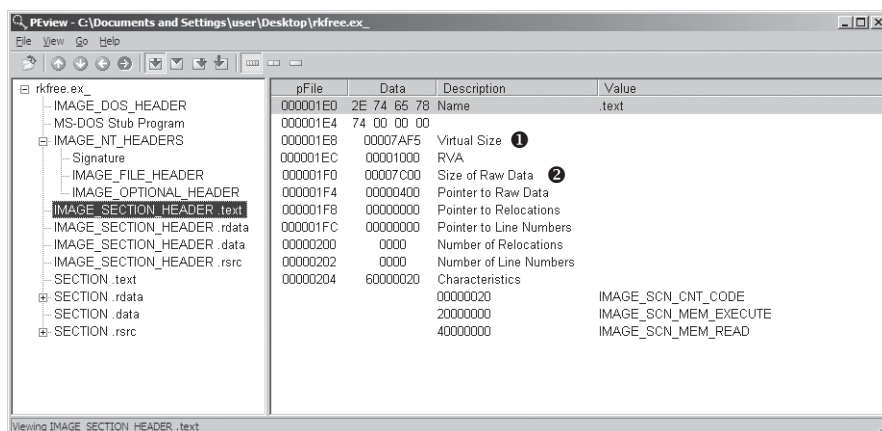 PEview - C:\Documents and Settings\user\Desktop\rkfree.ex_
File View Go Help
rkfree.ex_
IMAGE_DOS_HEADER
MS-DOS Stub Program
IMAGE_NT_HEADERS
Signature
IMAGE_FILE_HEADER
IMAGE_OPTIONAL_HEADER
IMAGE_SECTION_HEADER .text
IMAGE_SECTION_HEADER .rdata
IMAGE_SECTION_HEADER .data
IMAGE_SECTION_HEADER .rsrc
SECTION .text
SECTION .rdata
SECTION .data
SECTION .rsrc
pFile Data Description Value
000001E0 2E 74 65 78 Name .text
000001E4 74 00 00 00
000001E8 00007AF5 Virtual Size ❶
000001EC 00001000 RVA
000001F0 00007C00 Size of Raw Data ❷
000001F4 00000400 Pointer to Raw Data
000001F8 00000000 Pointer to Relocations
000001FC 00000000 Pointer to Line Numbers
00000200 0000 Number of Relocations
00000202 0000 Number of Line Numbers
00000204 60000020 Characteristics
00000020 IMAGE_SCN_CNT_CODE
20000000 IMAGE_SCN_MEM_EXECUTE
40000000 IMAGE_SCN_MEM_READ
Viewing IMAGE_SECTION_HEADER .text